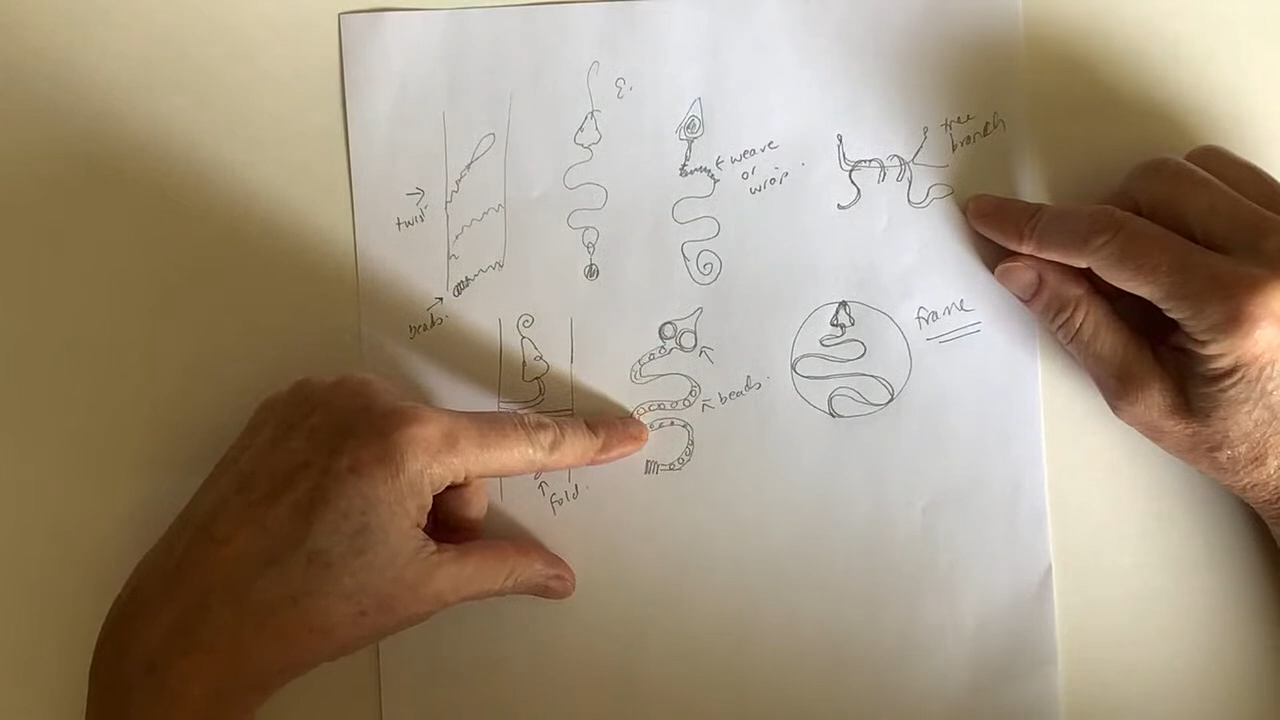 weave
or
wrap.
tree
branch
twist
beads.
frame
beads.
fold.